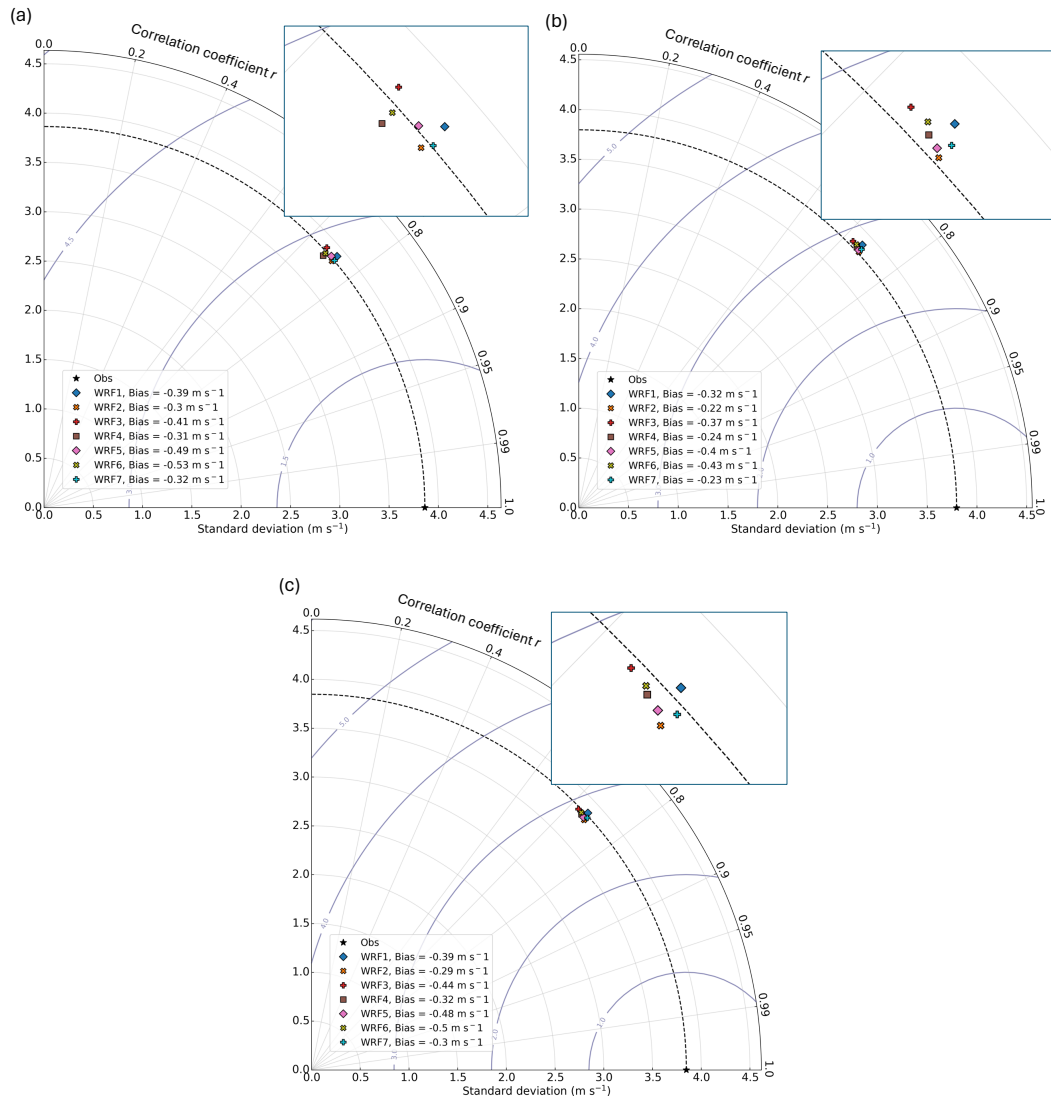 (a)
Correlation coefficient r
0.0
0.2
0.4
0.8
0.9
0.95
0.99
1.0
4.5
4.0
3.5
3.0
2.5
2.0
1.5
1.0
0.5
0.0
4.5
1.5
3.
Obs
WRF1, Bias = -0.39 m s⁻¹
WRF2, Bias = -0.3 m s⁻¹
WRF3, Bias = -0.41 m s⁻¹
WRF4, Bias = -0.31 m s⁻¹
WRF5, Bias = -0.49 m s⁻¹
WRF6, Bias = -0.53 m s⁻¹
WRF7, Bias = -0.32 m s⁻¹
0.0 0.5 1.0 1.5 2.0 2.5 3.0 3.5 4.0 4.5
Standard deviation (m s⁻¹)
(b)
Correlation coefficient r
0.0
0.2
0.4
0.8
0.9
0.95
0.99
1.0
4.5
4.0
3.5
3.0
2.5
2.0
1.5
1.0
0.5
0.0
5.0
4.0
1.0
Obs
WRF1, Bias = -0.32 m s⁻¹
WRF2, Bias = -0.22 m s⁻¹
WRF3, Bias = -0.37 m s⁻¹
WRF4, Bias = -0.24 m s⁻¹
WRF5, Bias = -0.4 m s⁻¹
WRF6, Bias = -0.43 m s⁻¹
WRF7, Bias = -0.23 m s⁻¹
0.0 0.5 1.0 1.5 2.0 2.5 3.0 3.5 4.0 4.5
Standard deviation (m s⁻¹)
(c)
Correlation coefficient r
0.0
0.2
0.4
0.8
0.9
0.95
0.99
1.0
4.5
4.0
3.5
3.0
2.5
2.0
1.5
1.0
0.5
0.0
5.0
4.0
2.0
1.0
3.0
Obs
WRF1, Bias = -0.39 m s⁻¹
WRF2, Bias = -0.29 m s⁻¹
WRF3, Bias = -0.44 m s⁻¹
WRF4, Bias = -0.32 m s⁻¹
WRF5, Bias = -0.48 m s⁻¹
WRF6, Bias = -0.5 m s⁻¹
WRF7, Bias = -0.3 m s⁻¹
0.0 0.5 1.0 1.5 2.0 2.5 3.0 3.5 4.0 4.5
Standard deviation (m s⁻¹)